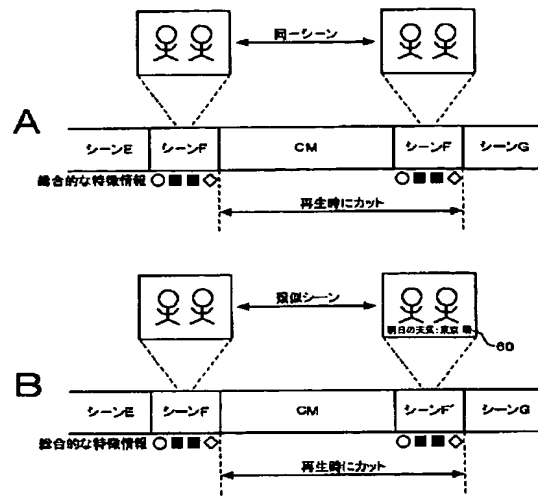 同一シーン
A
シーンE シーンF CM シーンF シーンG
総合的な特徴情報 ○■■◇ ○■■◇
再生時にカット
類似シーン
明日の天気:東京 晴
60
B
シーンE シーンF CM シーンF' シーンG
総合的な特徴情報 ○■■◇ ○■■◇
再生時にカット